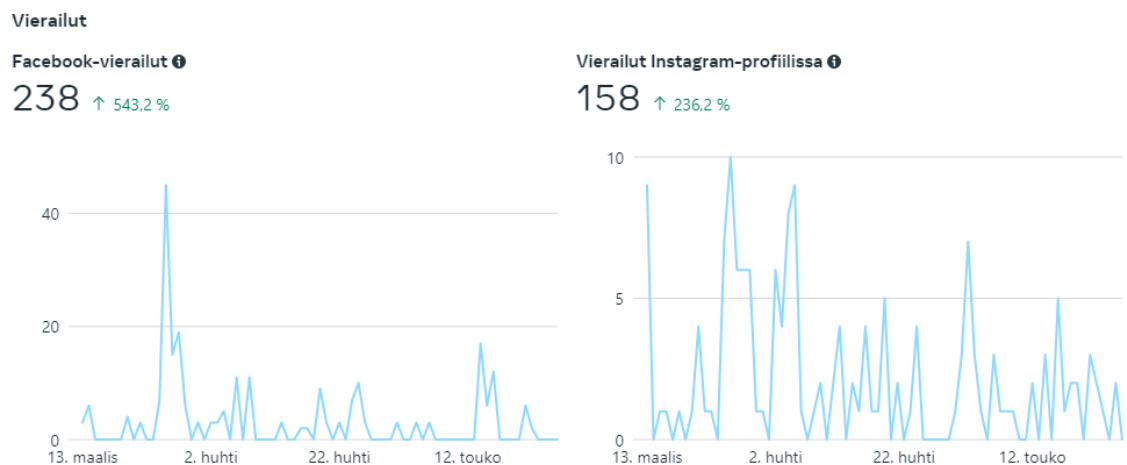 Vierailut
Facebook-vierailut
238 ↑ 543,2 %
40
20
0
13. maalis 2. huhti 22. huhti 12. touko
Vierailut Instagram-profiilissa
158 ↑ 236,2 %
10
5
0
13. maalis 2. huhti 22. huhti 12. touko